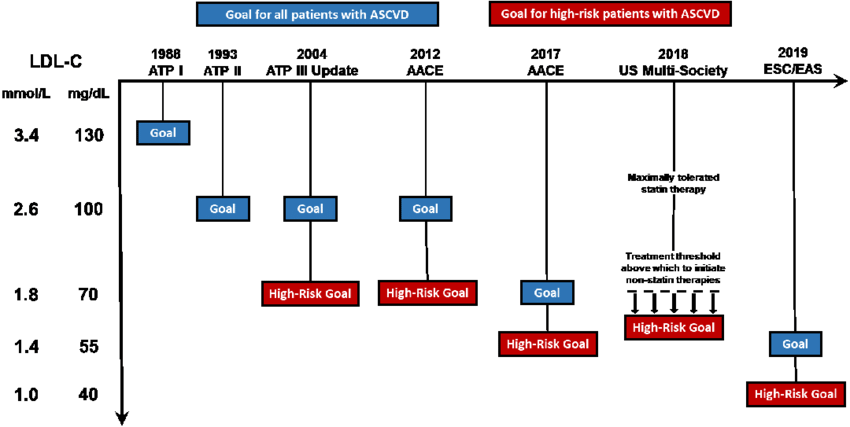 Goal for all patients with ASCVD
Goal for high-risk patients with ASCVD
LDL-C
mmol/L mg/dL
1988
ATP I
1993
ATP II
2004
ATP III Update
2012
AACE
2017
AACE
2018
US Multi-Society
2019
ESC/EAS
3.4 130
Goal
Maximally tolerated
statin therapy
2.6 100
Goal
Goal
Goal
Treatment threshold
above which to initiate
non-statin therapies
1.8 70
High-Risk Goal
High-Risk Goal
Goal
High-Risk Goal
1.4 55
High-Risk Goal
Goal
1.0 40
High-Risk Goal